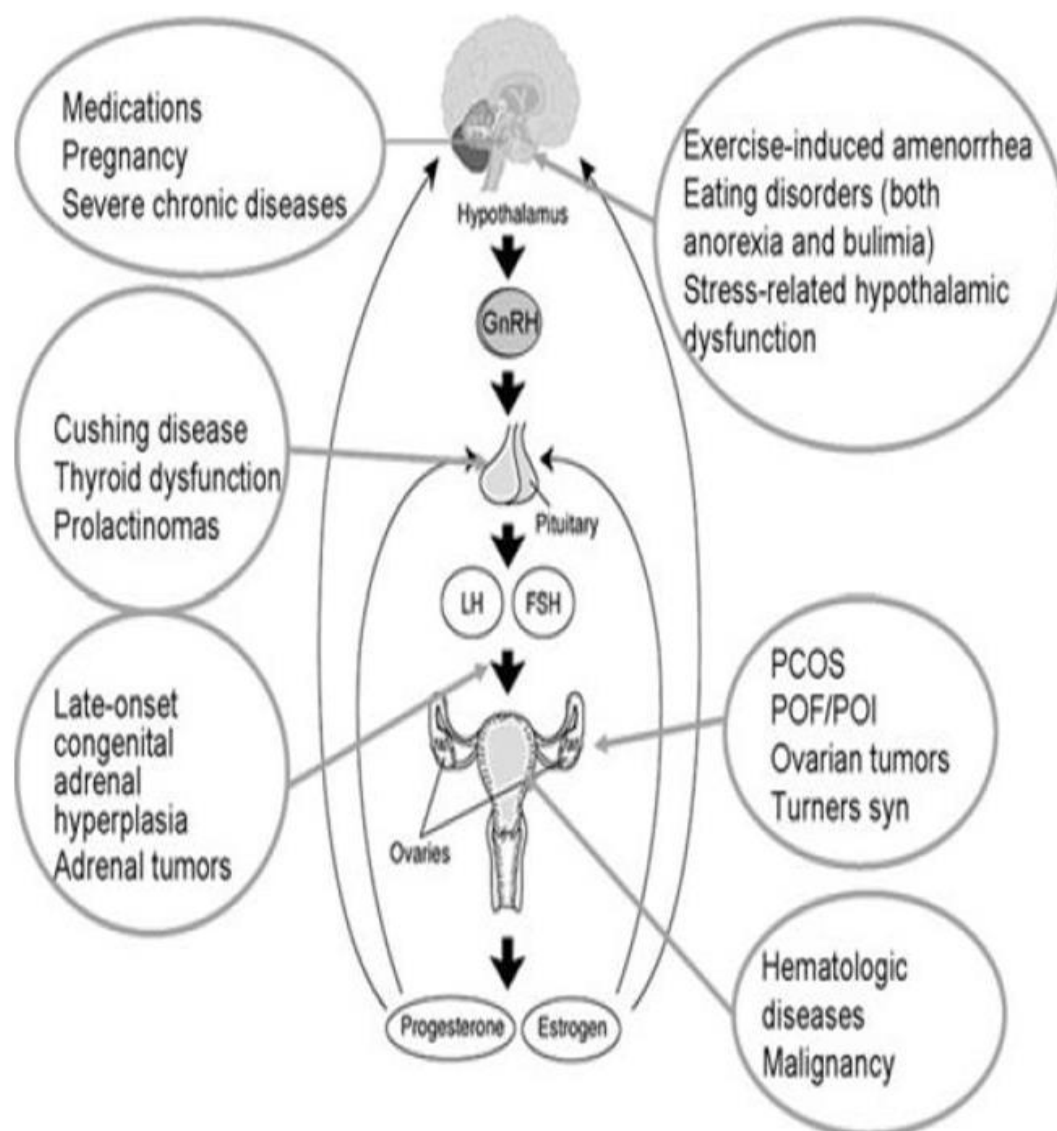 Medications
Pregnancy
Severe chronic diseases
Exercise-induced amenorrhea
Eating disorders (both
anorexia and bulimia)
Stress-related hypothalamic
dysfunction
Hypothalamus
GnRH
Cushing disease
Thyroid dysfunction
Prolactinomas
Pituitary
LH
FSH
Late-onset
congenital
adrenal
hyperplasia
Adrenal tumors
PCOS
POF/POI
Ovarian tumors
Turners syn
Ovaries
Hematologic
diseases
Malignancy
Progesterone
Estrogen